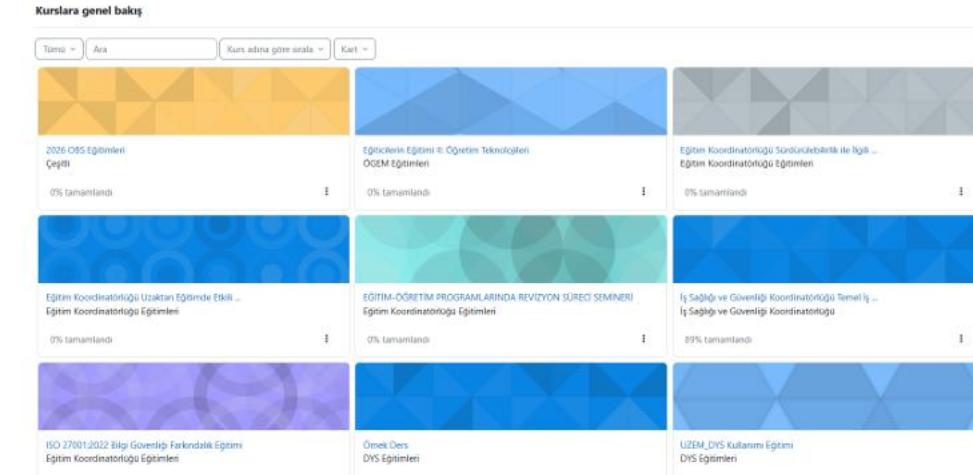 Kurslara genel bakış
Tümü Ara Kurs adına göre sırala Kart
2026 OBS Eğitimleri
Çeşitli
0% tamamlandı
Eğiticilerin Eğitimi II: Öğretim Teknolojileri
ÖGEM Eğitimleri
0% tamamlandı
Eğitim Koordinatörlüğü Sürdürülebilirlik ile İlgili ...
Eğitim Koordinatörlüğü Eğitimleri
0% tamamlandı
Eğitim Koordinatörlüğü Uzaktan Eğitimde Etkili ...
Eğitim Koordinatörlüğü Eğitimleri
0% tamamlandı
EĞİTİM-ÖĞRETİM PROGRAMLARINDA REVİZYON SÜRECİ SEMİNERİ
Eğitim Koordinatörlüğü Eğitimleri
0% tamamlandı
İş Sağlığı ve Güvenliği Koordinatörlüğü Temel İş ...
İş Sağlığı ve Güvenliği Koordinatörlüğü
89% tamamlandı
ISO 27001:2022 Bilgi Güvenliği Farkındalık Eğitimi
Eğitim Koordinatörlüğü Eğitimleri
Örnek Ders
DYS Eğitimleri
UZEM_DYS Kullanımı Eğitimi
DYS Eğitimleri